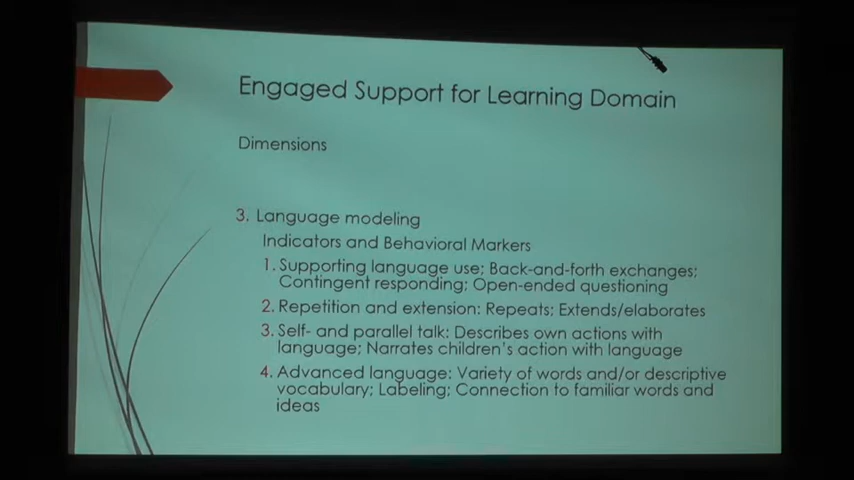 Engaged Support for Learning Domain
Dimensions
3. Language modeling
Indicators and Behavioral Markers
1. Supporting language use; Back-and-forth exchanges;
Contingent responding; Open-ended questioning
2. Repetition and extension: Repeats; Extends/elaborates
3. Self- and parallel talk: Describes own actions with
language; Narrates children's action with language
4. Advanced language: Variety of words and/or descriptive
vocabulary; Labeling; Connection to familiar words and
ideas